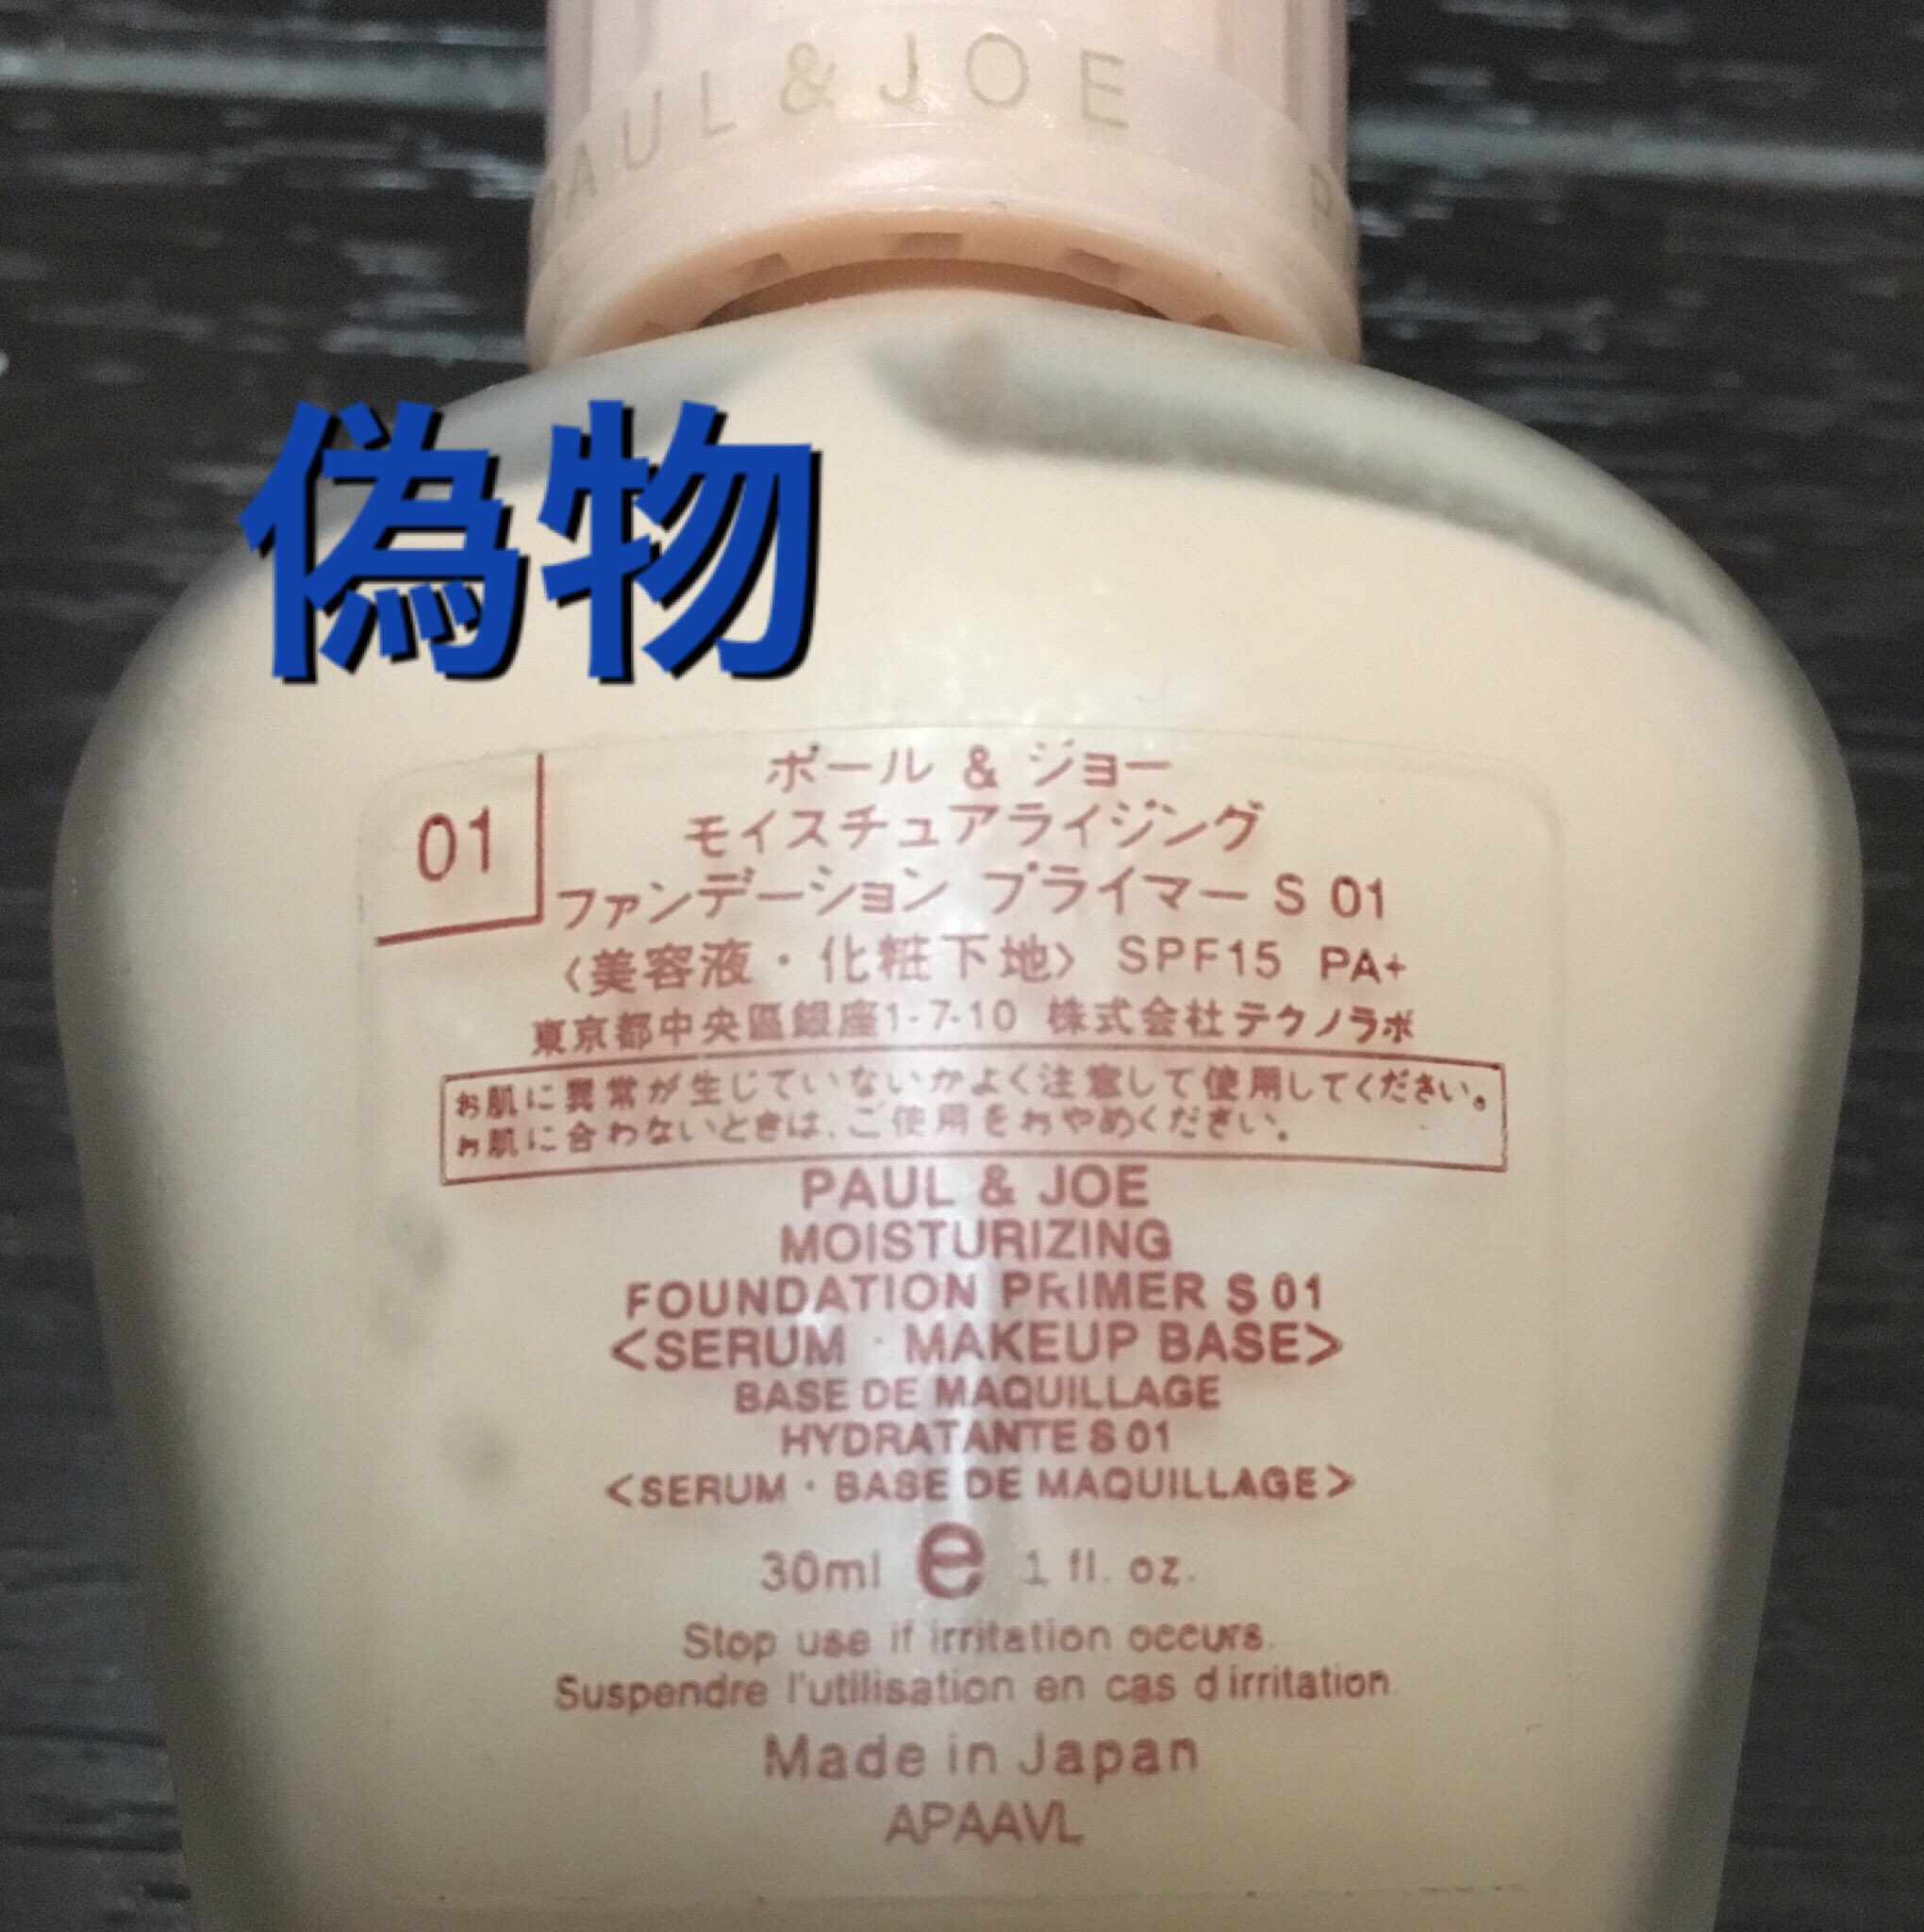 PAUL & JOE P
偽物
01
ポール & ジョー
モイスチュアライジング
ファンデーション プライマー S 01
〈美容液・化粧下地〉 SPF15 PA+
東京都中央區銀座1-7-10 株式会社テクノラボ
お肌に異常が生じていないかよく注意して使用してください。
お肌に合わないときは、ご使用をおやめください。
PAUL & JOE
MOISTURIZING
FOUNDATION PRIMER S 01
<SERUM · MAKEUP BASE>
BASE DE MAQUILLAGE
HYDRATANTE S 01
<SERUM · BASE DE MAQUILLAGE>
30ml e 1 fl. oz.
Stop use if irritation occurs.
Suspendre l'utilisation en cas d irritation.
Made in Japan
APAAVL